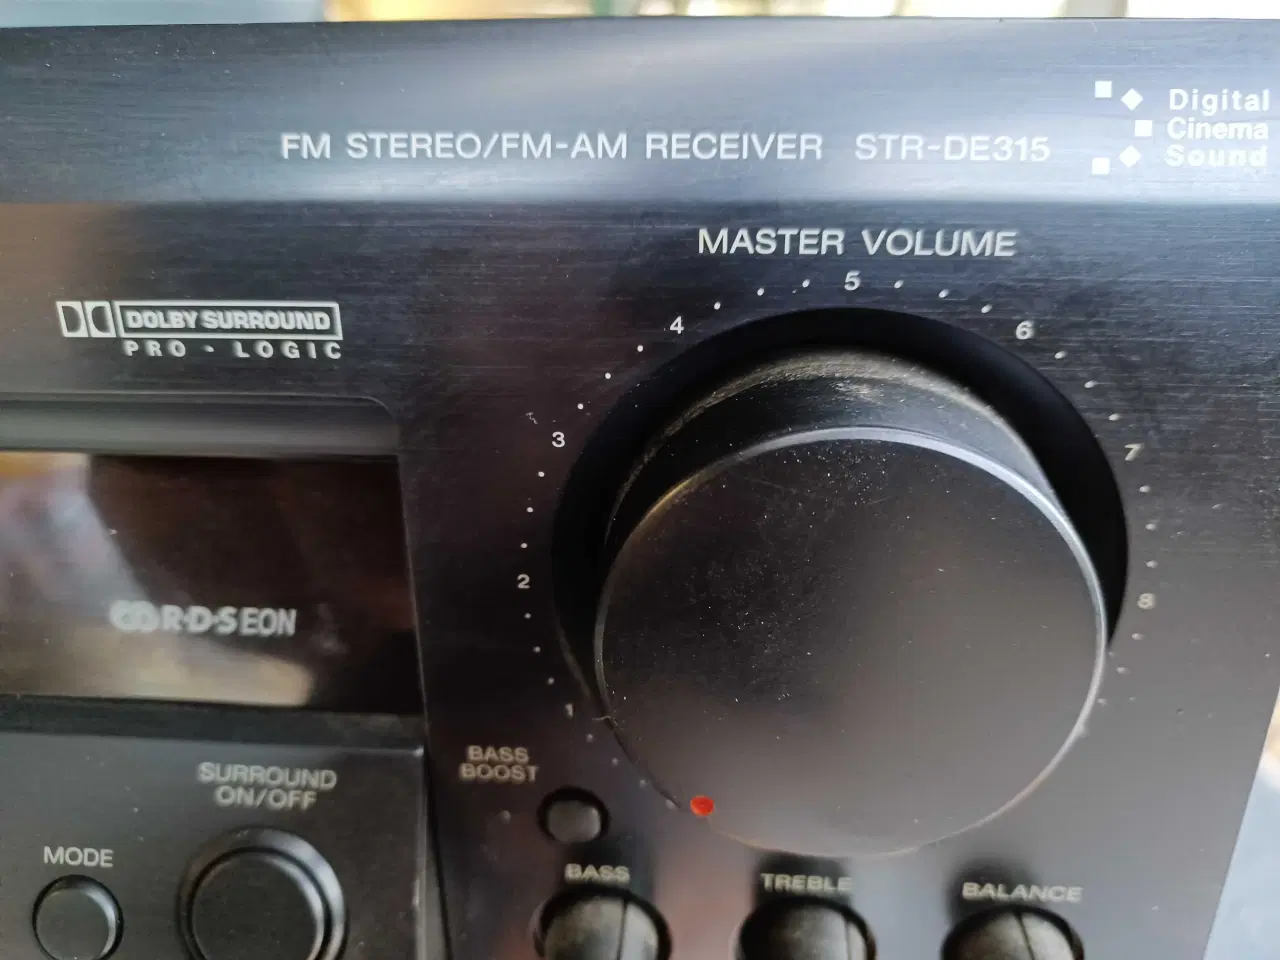 FM STEREO/FM-AM RECEIVER STR-DE315
Digital
Cinema
Sound
MASTER VOLUME
DOLBY SURROUND
PRO · LOGIC
1
2
3
4
5
6
7
8
R·D·S EON
BASS
BOOST
SURROUND
ON/OFF
MODE
BASS
TREBLE
BALANCE